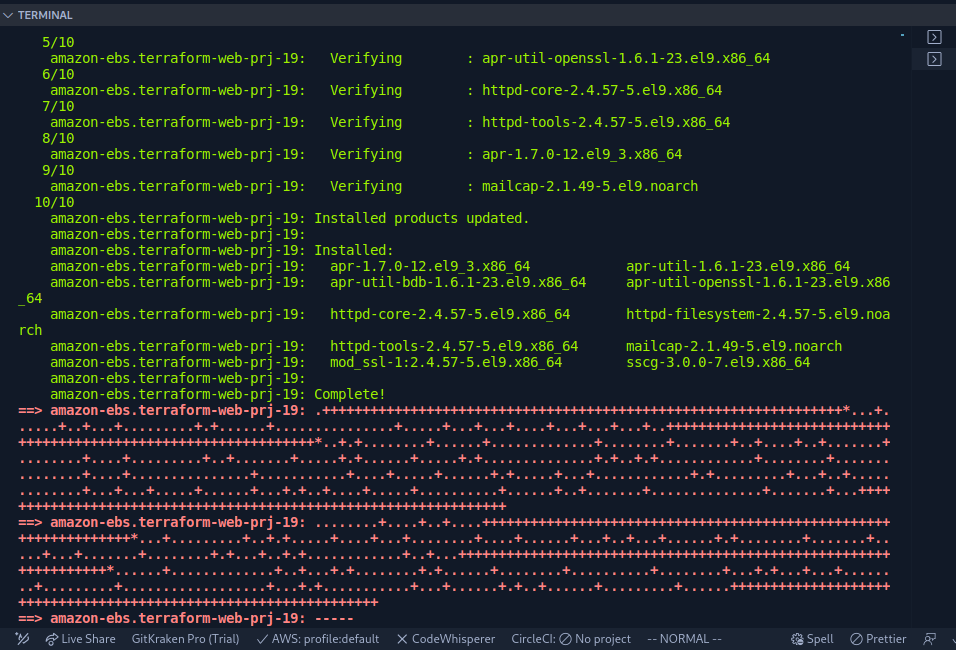 TERMINAL
5/10
amazon-ebs.terraform-web-prj-19:   Verifying        : apr-util-openssl-1.6.1-23.el9.x86_64
6/10
amazon-ebs.terraform-web-prj-19:   Verifying        : httpd-core-2.4.57-5.el9.x86_64
7/10
amazon-ebs.terraform-web-prj-19:   Verifying        : httpd-tools-2.4.57-5.el9.x86_64
8/10
amazon-ebs.terraform-web-prj-19:   Verifying        : apr-1.7.0-12.el9_3.x86_64
9/10
amazon-ebs.terraform-web-prj-19:   Verifying        : mailcap-2.1.49-5.el9.noarch
10/10
amazon-ebs.terraform-web-prj-19: Installed products updated.
amazon-ebs.terraform-web-prj-19:
amazon-ebs.terraform-web-prj-19: Installed:
amazon-ebs.terraform-web-prj-19:   apr-1.7.0-12.el9_3.x86_64            apr-util-1.6.1-23.el9.x86_64
amazon-ebs.terraform-web-prj-19:   apr-util-bdb-1.6.1-23.el9.x86_64     apr-util-openssl-1.6.1-23.el9.x86
_64
amazon-ebs.terraform-web-prj-19:   httpd-core-2.4.57-5.el9.x86_64       httpd-filesystem-2.4.57-5.el9.noa
rch
amazon-ebs.terraform-web-prj-19:   httpd-tools-2.4.57-5.el9.x86_64      mailcap-2.1.49-5.el9.noarch
amazon-ebs.terraform-web-prj-19:   mod_ssl-1:2.4.57-5.el9.x86_64        sscg-3.0.0-7.el9.x86_64
amazon-ebs.terraform-web-prj-19:
amazon-ebs.terraform-web-prj-19: Complete!
==> amazon-ebs.terraform-web-prj-19:
==> amazon-ebs.terraform-web-prj-19:
==> amazon-ebs.terraform-web-prj-19: -----
Live Share GitKraken Pro (Trial) AWS: profile:default CodeWhisperer CircleCI: No project -- NORMAL -- Spell Prettier